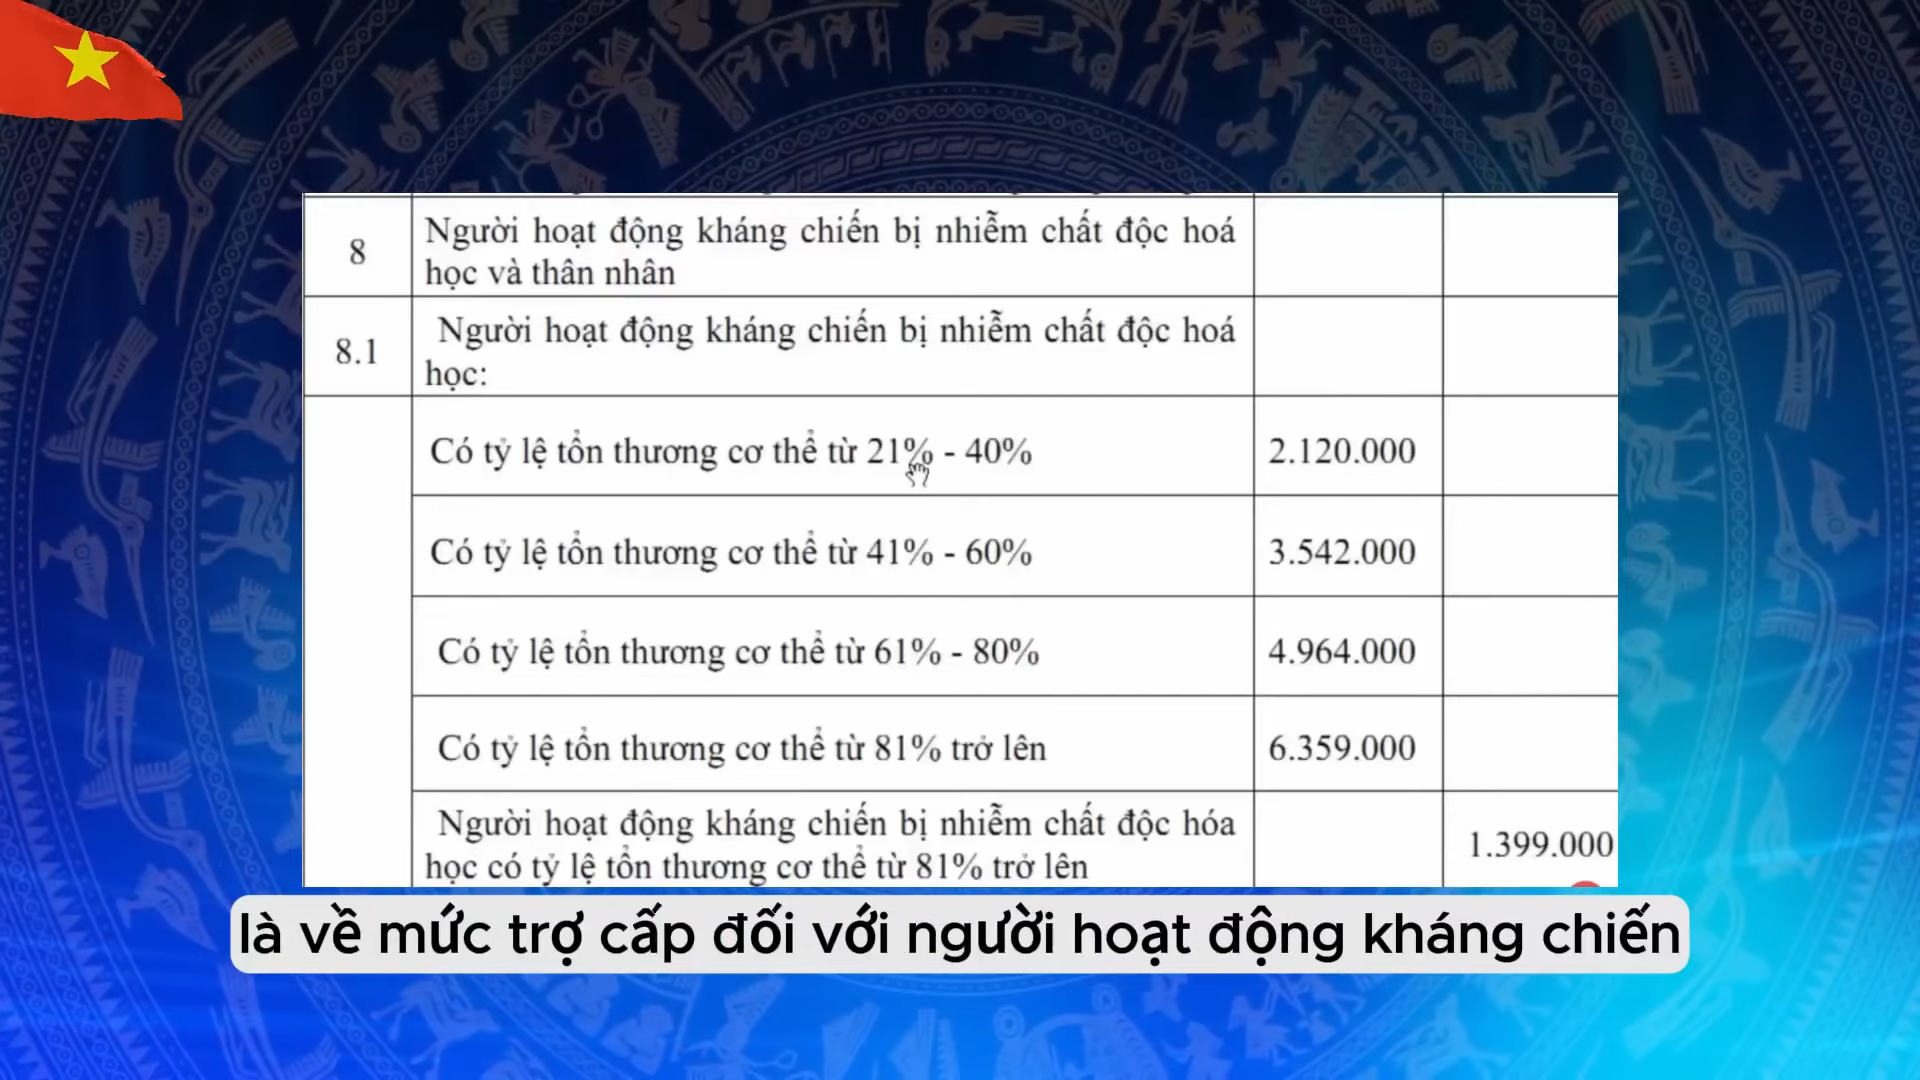 8
Người hoạt động kháng chiến bị nhiễm chất độc hoá
học và thân nhân
8.1
Người hoạt động kháng chiến bị nhiễm chất độc hoá
học:
Có tỷ lệ tổn thương cơ thể từ 21% - 40% 2.120.000
Có tỷ lệ tổn thương cơ thể từ 41% - 60% 3.542.000
Có tỷ lệ tổn thương cơ thể từ 61% - 80% 4.964.000
Có tỷ lệ tổn thương cơ thể từ 81% trở lên 6.359.000
Người hoạt động kháng chiến bị nhiễm chất độc hóa
học có tỷ lệ tổn thương cơ thể từ 81% trở lên
1.399.000
là về mức trợ cấp đối với người hoạt động kháng chiến